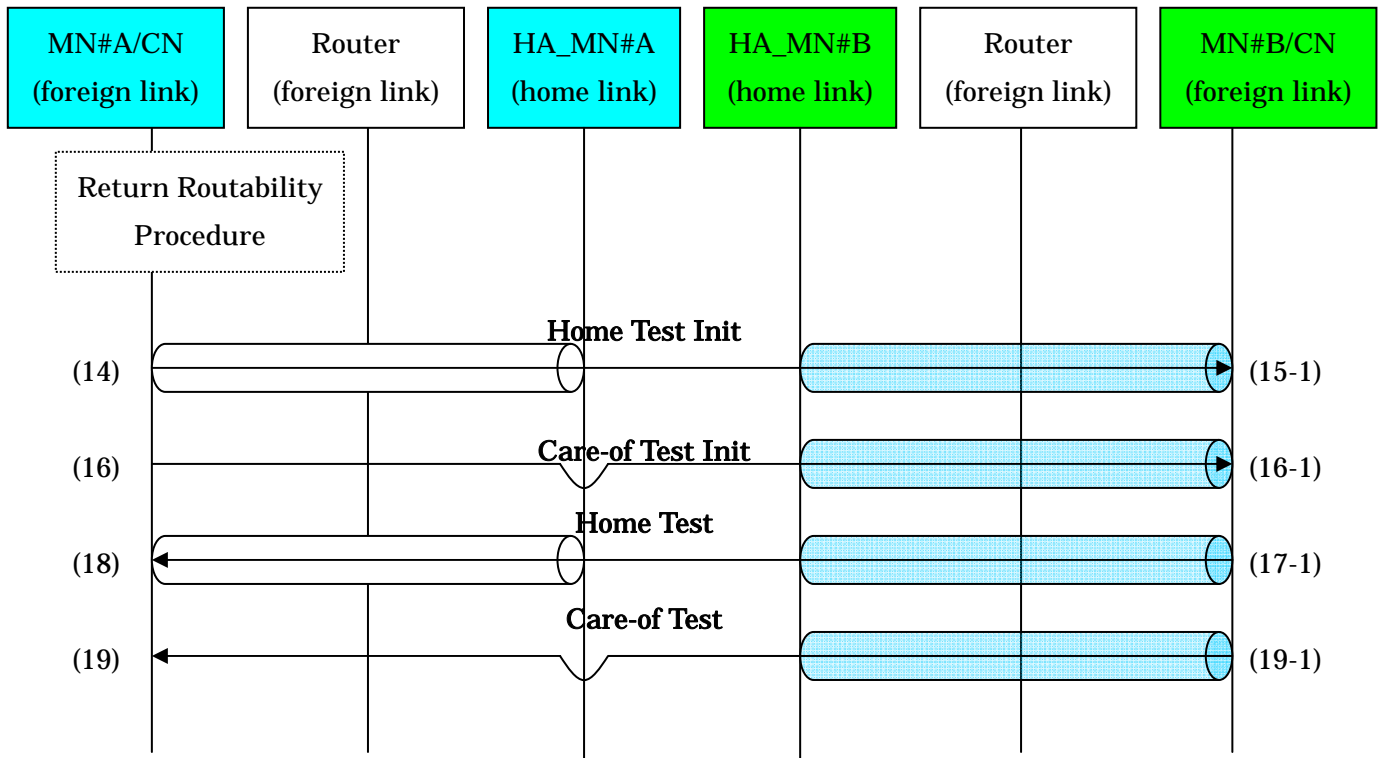 MN#A/CN
(foreign link)
Router
(foreign link)
HA_MN#A
(home link)
HA_MN#B
(home link)
Router
(foreign link)
MN#B/CN
(foreign link)
Return Routability
Procedure
Home Test Init
(14)
(15-1)
Care-of Test Init
(16)
(16-1)
Home Test
(18)
(17-1)
Care-of Test
(19)
(19-1)